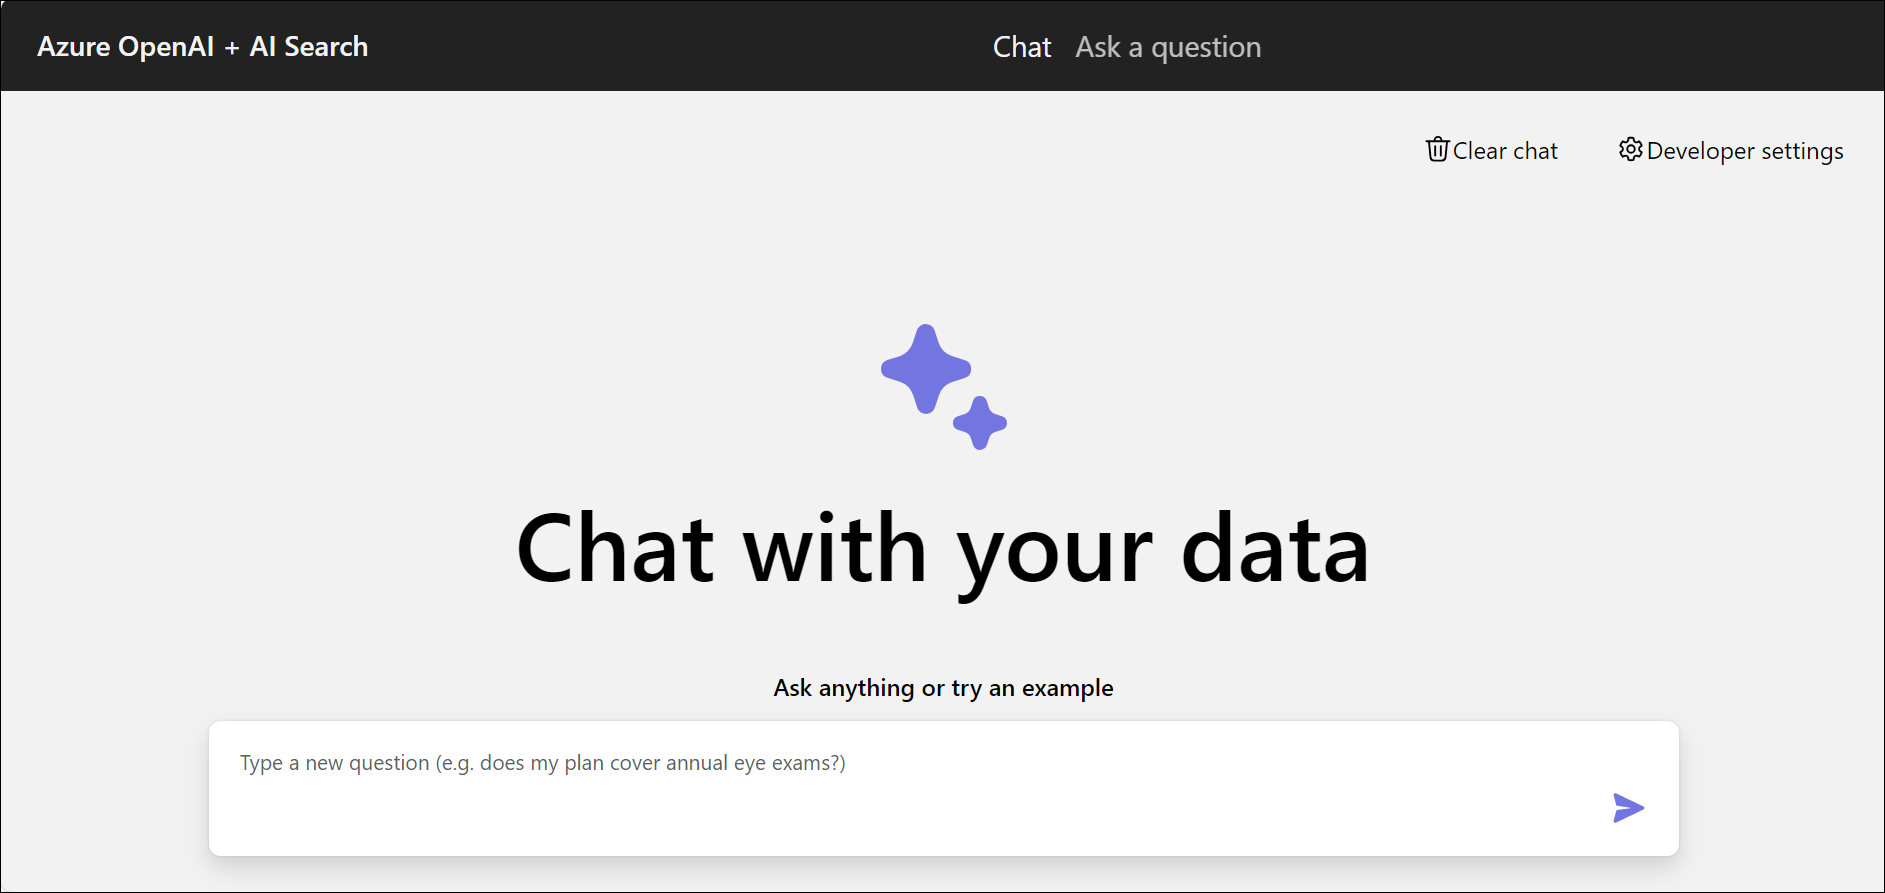 Azure OpenAI + AI Search
Chat
Ask a question
Clear chat
Developer settings
Chat with your data
Ask anything or try an example
Type a new question (e.g. does my plan cover annual eye exams?)